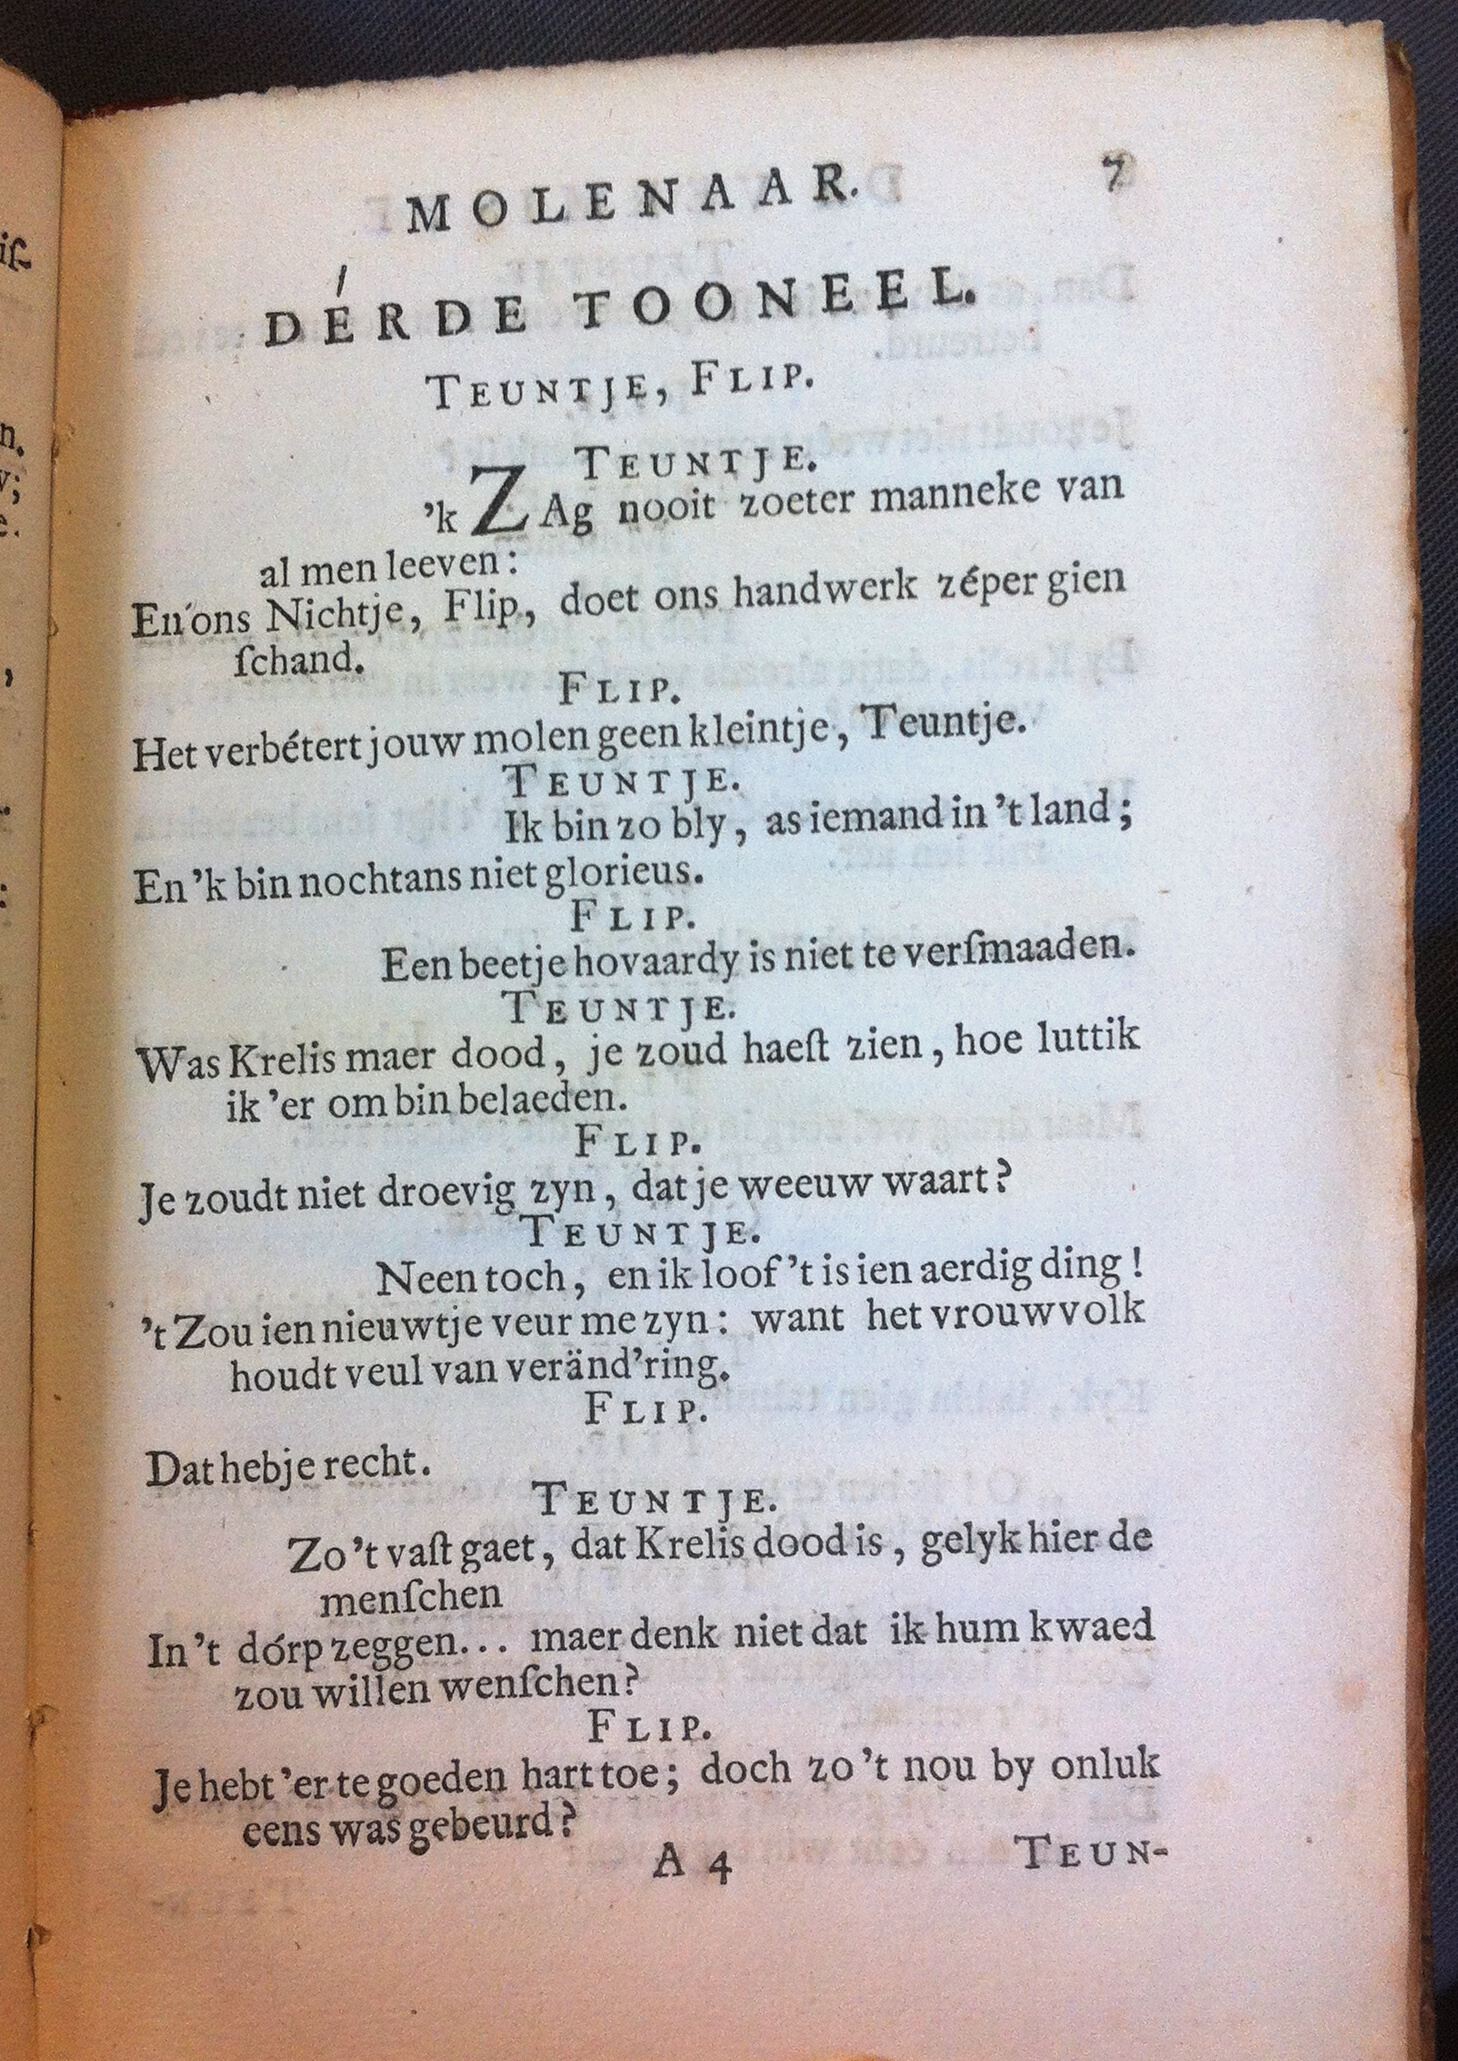 MOLENAAR. 7
DÉRDE TOONEEL.
TEUNTJE, FLIP.
TEUNTJE.
'k ZAg nooit zoeter manneke van
al men leeven:
En ons Nichtje, Flip, doet ons handwerk zéper gien
ſchand.
FLIP.
Het verbétert jouw molen geen kleintje, Teuntje.
TEUNTJE.
Ik bin zo bly, as iemand in 't land;
En 'k bin nochtans niet glorieus.
FLIP.
Een beetje hovaardy is niet te verſmaaden.
TEUNTJE.
Was Krelis maer dood, je zoud haeſt zien, hoe luttik
ik 'er om bin belaeden.
FLIP.
Je zoudt niet droevig zyn, dat je weeuw waart?
TEUNTJE.
Neen toch, en ik loof 't is ien aerdig ding!
't Zou ien nieuwtje veur me zyn: want het vrouwvolk
houdt veul van veränd'ring.
FLIP.
Dat hebje recht.
TEUNTJE.
Zo 't vaſt gaet, dat Krelis dood is, gelyk hier de
menſchen
In 't dórp zeggen... maer denk niet dat ik hum kwaed
zou willen wenſchen?
FLIP.
Je hebt 'er te goeden hart toe; doch zo 't nou by onluk
eens was gebeurd?
A 4 TEUN-